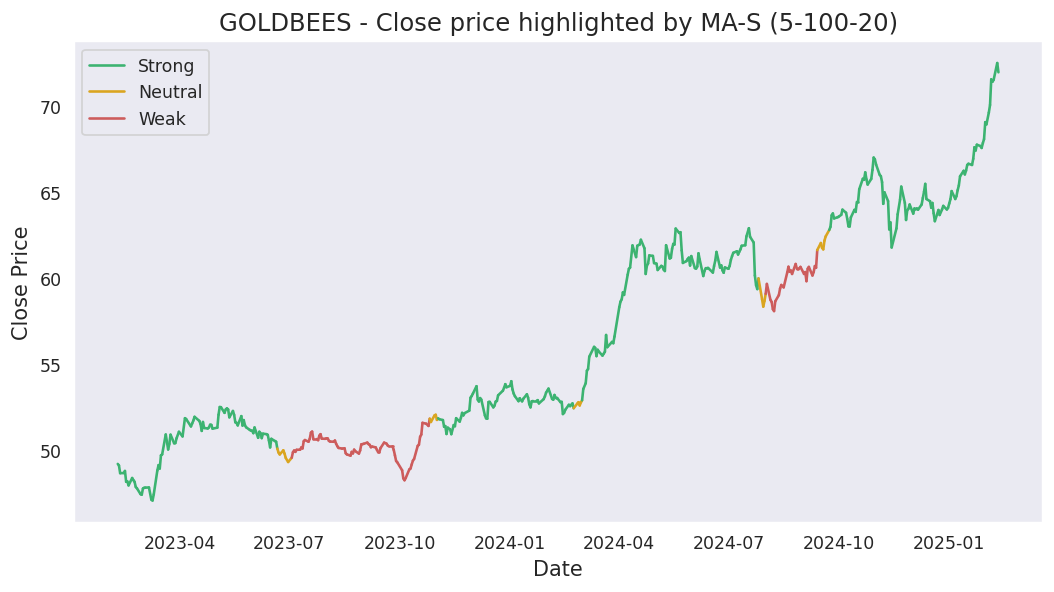 GOLDBEES - Close price highlighted by MA-S (5-100-20)
Strong
Neutral
Weak
70
65
60
55
50
Close Price
2023-04 2023-07 2023-10 2024-01 2024-04 2024-07 2024-10 2025-01
Date